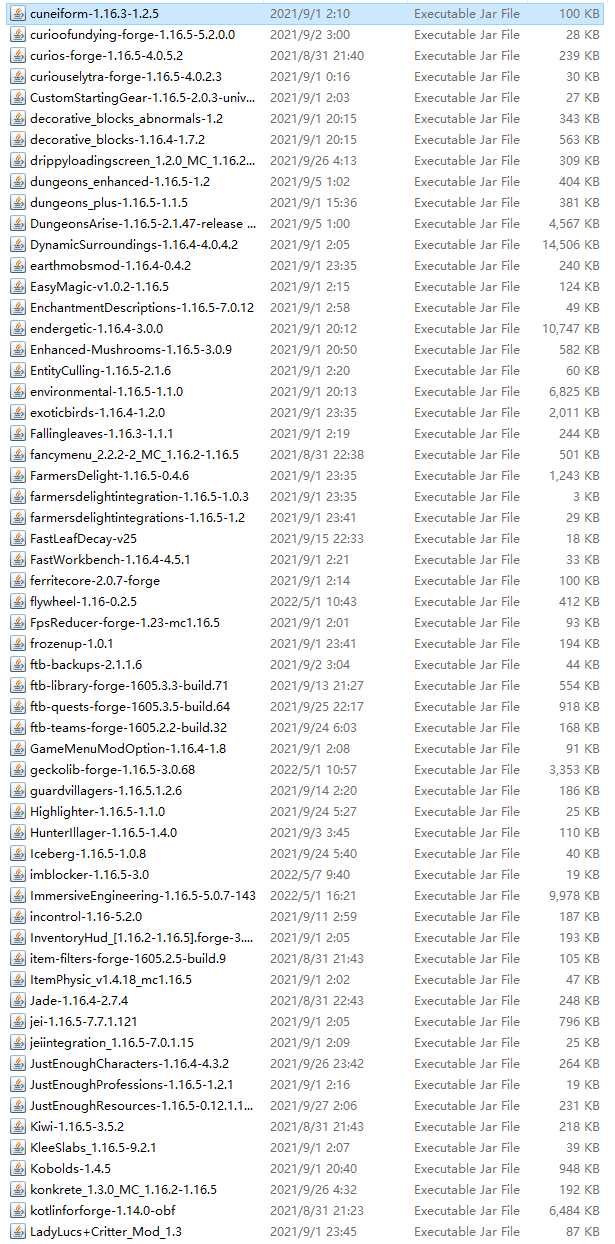 cuneiform-1.16.3-1.2.5 2021/9/1 2:10 Executable Jar File 100 KB
curioofundying-forge-1.16.5-5.2.0.0 2021/9/2 3:00 Executable Jar File 28 KB
curios-forge-1.16.5-4.0.5.2 2021/8/31 21:40 Executable Jar File 239 KB
curiouselytra-forge-1.16.5-4.0.2.3 2021/9/1 0:16 Executable Jar File 30 KB
CustomStartingGear-1.16.5-2.0.3-univ... 2021/9/1 2:03 Executable Jar File 27 KB
decorative_blocks_abnormals-1.2 2021/9/1 20:15 Executable Jar File 343 KB
decorative_blocks-1.16.4-1.7.2 2021/9/1 20:15 Executable Jar File 563 KB
drippyloadingscreen_1.2.0_MC_1.16.2... 2021/9/26 4:13 Executable Jar File 309 KB
dungeons_enhanced-1.16.5-1.2 2021/9/5 1:02 Executable Jar File 404 KB
dungeons_plus-1.16.5-1.1.5 2021/9/1 15:36 Executable Jar File 381 KB
DungeonsArise-1.16.5-2.1.47-release ... 2021/9/5 1:00 Executable Jar File 4,567 KB
DynamicSurroundings-1.16.4-4.0.4.2 2021/9/1 2:05 Executable Jar File 14,506 KB
earthmobsmod-1.16.4-0.4.2 2021/9/1 23:35 Executable Jar File 240 KB
EasyMagic-v1.0.2-1.16.5 2021/9/1 2:15 Executable Jar File 124 KB
EnchantmentDescriptions-1.16.5-7.0.12 2021/9/1 2:58 Executable Jar File 49 KB
endergetic-1.16.4-3.0.0 2021/9/1 20:12 Executable Jar File 10,747 KB
Enhanced-Mushrooms-1.16.5-3.0.9 2021/9/1 20:50 Executable Jar File 582 KB
EntityCulling-1.16.5-2.1.6 2021/9/1 2:20 Executable Jar File 60 KB
environmental-1.16.5-1.1.0 2021/9/1 20:13 Executable Jar File 6,825 KB
exoticbirds-1.16.4-1.2.0 2021/9/1 23:35 Executable Jar File 2,011 KB
Fallingleaves-1.16.3-1.1.1 2021/9/1 2:19 Executable Jar File 244 KB
fancymenu_2.2.2-2_MC_1.16.2-1.16.5 2021/8/31 22:38 Executable Jar File 501 KB
FarmersDelight-1.16.5-0.4.6 2021/9/1 23:35 Executable Jar File 1,243 KB
farmersdelightintegration-1.16.5-1.0.3 2021/9/1 23:35 Executable Jar File 3 KB
farmersdelightintegrations-1.16.5-1.2 2021/9/1 23:41 Executable Jar File 29 KB
FastLeafDecay-v25 2021/9/15 22:33 Executable Jar File 18 KB
FastWorkbench-1.16.4-4.5.1 2021/9/1 2:21 Executable Jar File 33 KB
ferritecore-2.0.7-forge 2021/9/1 2:14 Executable Jar File 100 KB
flywheel-1.16-0.2.5 2022/5/1 10:43 Executable Jar File 412 KB
FpsReducer-forge-1.23-mc1.16.5 2021/9/1 2:01 Executable Jar File 93 KB
frozenup-1.0.1 2021/9/1 23:41 Executable Jar File 194 KB
ftb-backups-2.1.1.6 2021/9/2 3:04 Executable Jar File 44 KB
ftb-library-forge-1605.3.3-build.71 2021/9/13 21:27 Executable Jar File 554 KB
ftb-quests-forge-1605.3.5-build.64 2021/9/25 22:17 Executable Jar File 918 KB
ftb-teams-forge-1605.2.2-build.32 2021/9/24 6:03 Executable Jar File 168 KB
GameMenuModOption-1.16.4-1.8 2021/9/1 2:08 Executable Jar File 91 KB
geckolib-forge-1.16.5-3.0.68 2022/5/1 10:57 Executable Jar File 3,353 KB
guardvillagers-1.16.5.1.2.6 2021/9/14 2:20 Executable Jar File 186 KB
Highlighter-1.16.5-1.1.0 2021/9/24 5:27 Executable Jar File 25 KB
HunterIllager-1.16.5-1.4.0 2021/9/3 3:45 Executable Jar File 110 KB
Iceberg-1.16.5-1.0.8 2021/9/24 5:40 Executable Jar File 40 KB
imblocker-1.16.5-3.0 2022/5/7 9:40 Executable Jar File 19 KB
ImmersiveEngineering-1.16.5-5.0.7-143 2022/5/1 16:21 Executable Jar File 9,978 KB
incontrol-1.16-5.2.0 2021/9/11 2:59 Executable Jar File 187 KB
InventoryHud_[1.16.2-1.16.5].forge-3.... 2021/9/1 2:05 Executable Jar File 193 KB
item-filters-forge-1605.2.5-build.9 2021/8/31 21:43 Executable Jar File 105 KB
ItemPhysic_v1.4.18_mc1.16.5 2021/9/1 2:02 Executable Jar File 47 KB
Jade-1.16.4-2.7.4 2021/8/31 22:43 Executable Jar File 248 KB
jei-1.16.5-7.7.1.121 2021/9/1 2:05 Executable Jar File 796 KB
jeiintegration_1.16.5-7.0.1.15 2021/9/1 2:09 Executable Jar File 25 KB
JustEnoughCharacters-1.16.4-4.3.2 2021/9/26 23:42 Executable Jar File 264 KB
JustEnoughProfessions-1.16.5-1.2.1 2021/9/1 2:16 Executable Jar File 19 KB
JustEnoughResources-1.16.5-0.12.1.1... 2021/9/27 2:06 Executable Jar File 231 KB
Kiwi-1.16.5-3.5.2 2021/8/31 21:43 Executable Jar File 218 KB
KleeSlabs_1.16.5-9.2.1 2021/9/1 2:07 Executable Jar File 39 KB
Kobolds-1.4.5 2021/9/1 20:40 Executable Jar File 948 KB
konkrete_1.3.0_MC_1.16.2-1.16.5 2021/9/26 4:32 Executable Jar File 192 KB
kotlinforforge-1.14.0-obf 2021/8/31 21:23 Executable Jar File 6,484 KB
LadyLucs+Critter_Mod_1.3 2021/9/1 23:45 Executable Jar File 87 KB